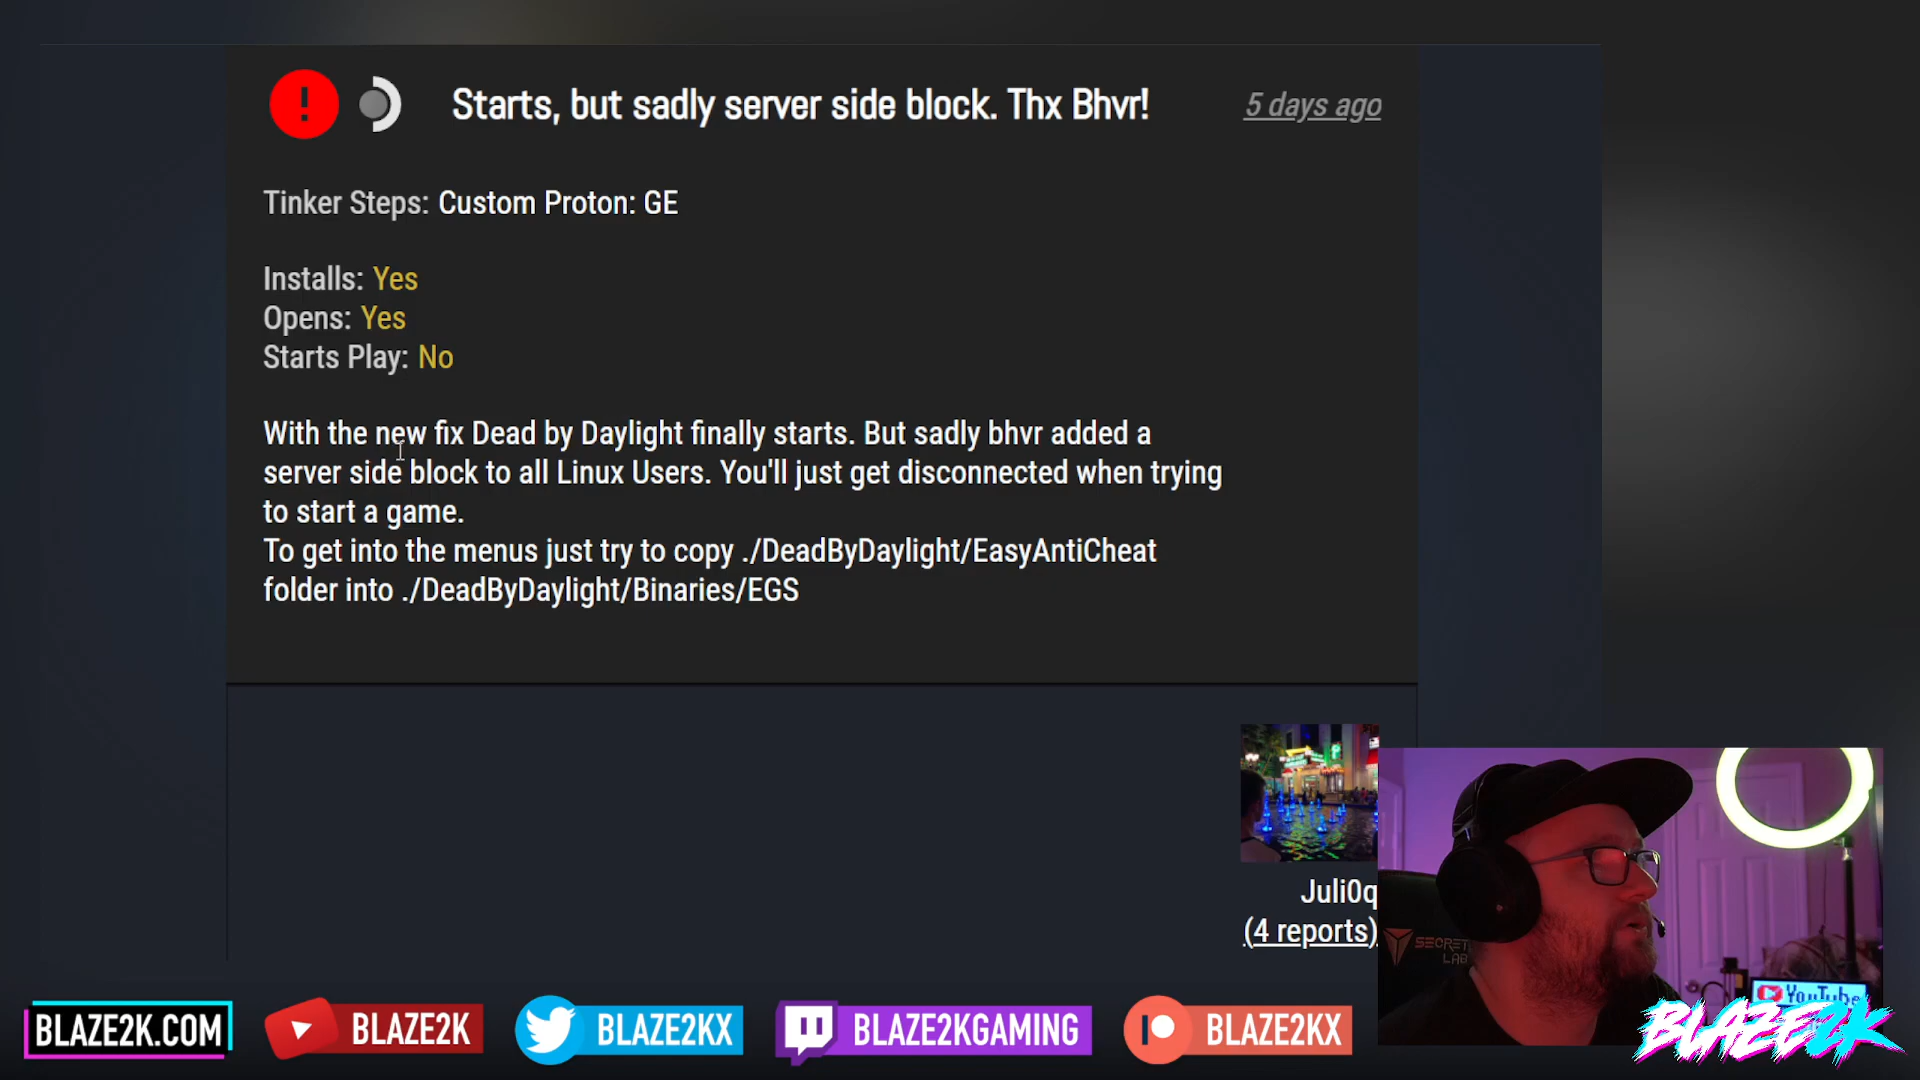 Starts, but sadly server side block. Thx Bhvr!
5 days ago
Tinker Steps: Custom Proton: GE
Installs: Yes
Opens: Yes
Starts Play: No
With the new fix Dead by Daylight finally starts. But sadly bhvr added a
server side block to all Linux Users. You'll just get disconnected when trying
to start a game.
To get into the menus just try to copy ./DeadByDaylight/EasyAntiCheat
folder into ./DeadByDaylight/Binaries/EGS
Juli0q
(4 reports)
SECRET
LAB
YouTube
BLAZE2K.COM
BLAZE2K
BLAZE2KX
BLAZE2KGAMING
BLAZE2KX
BLAZE2K